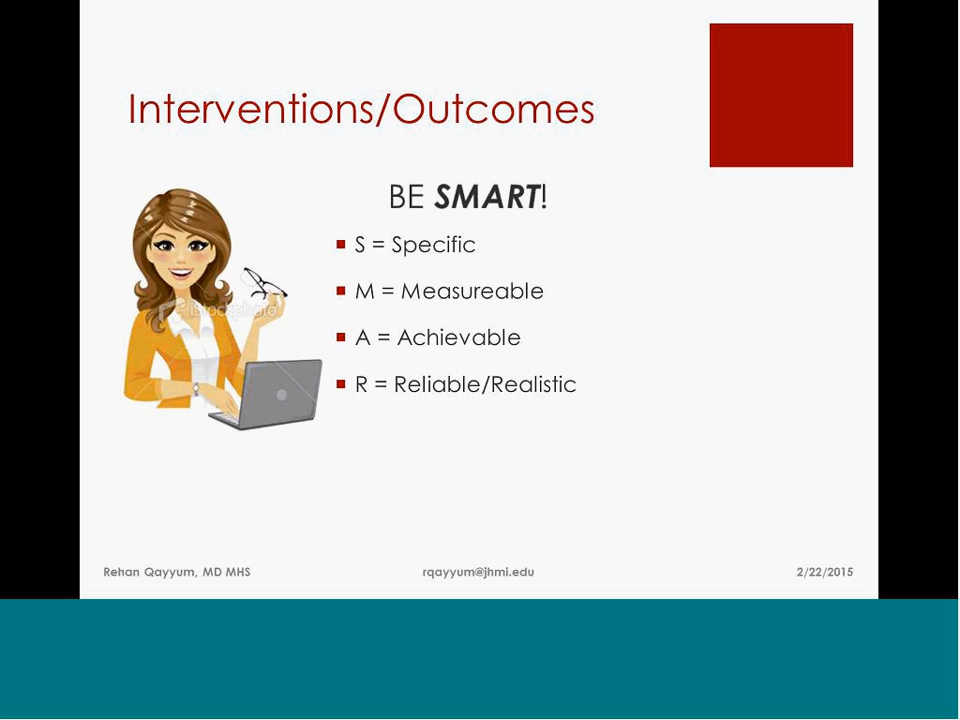 Interventions/Outcomes
BE SMART!
S = Specific
M = Measureable
A = Achievable
R = Reliable/Realistic
iStockphoto
Rehan Qayyum, MD MHS
rqayyum@jhmi.edu
2/22/2015